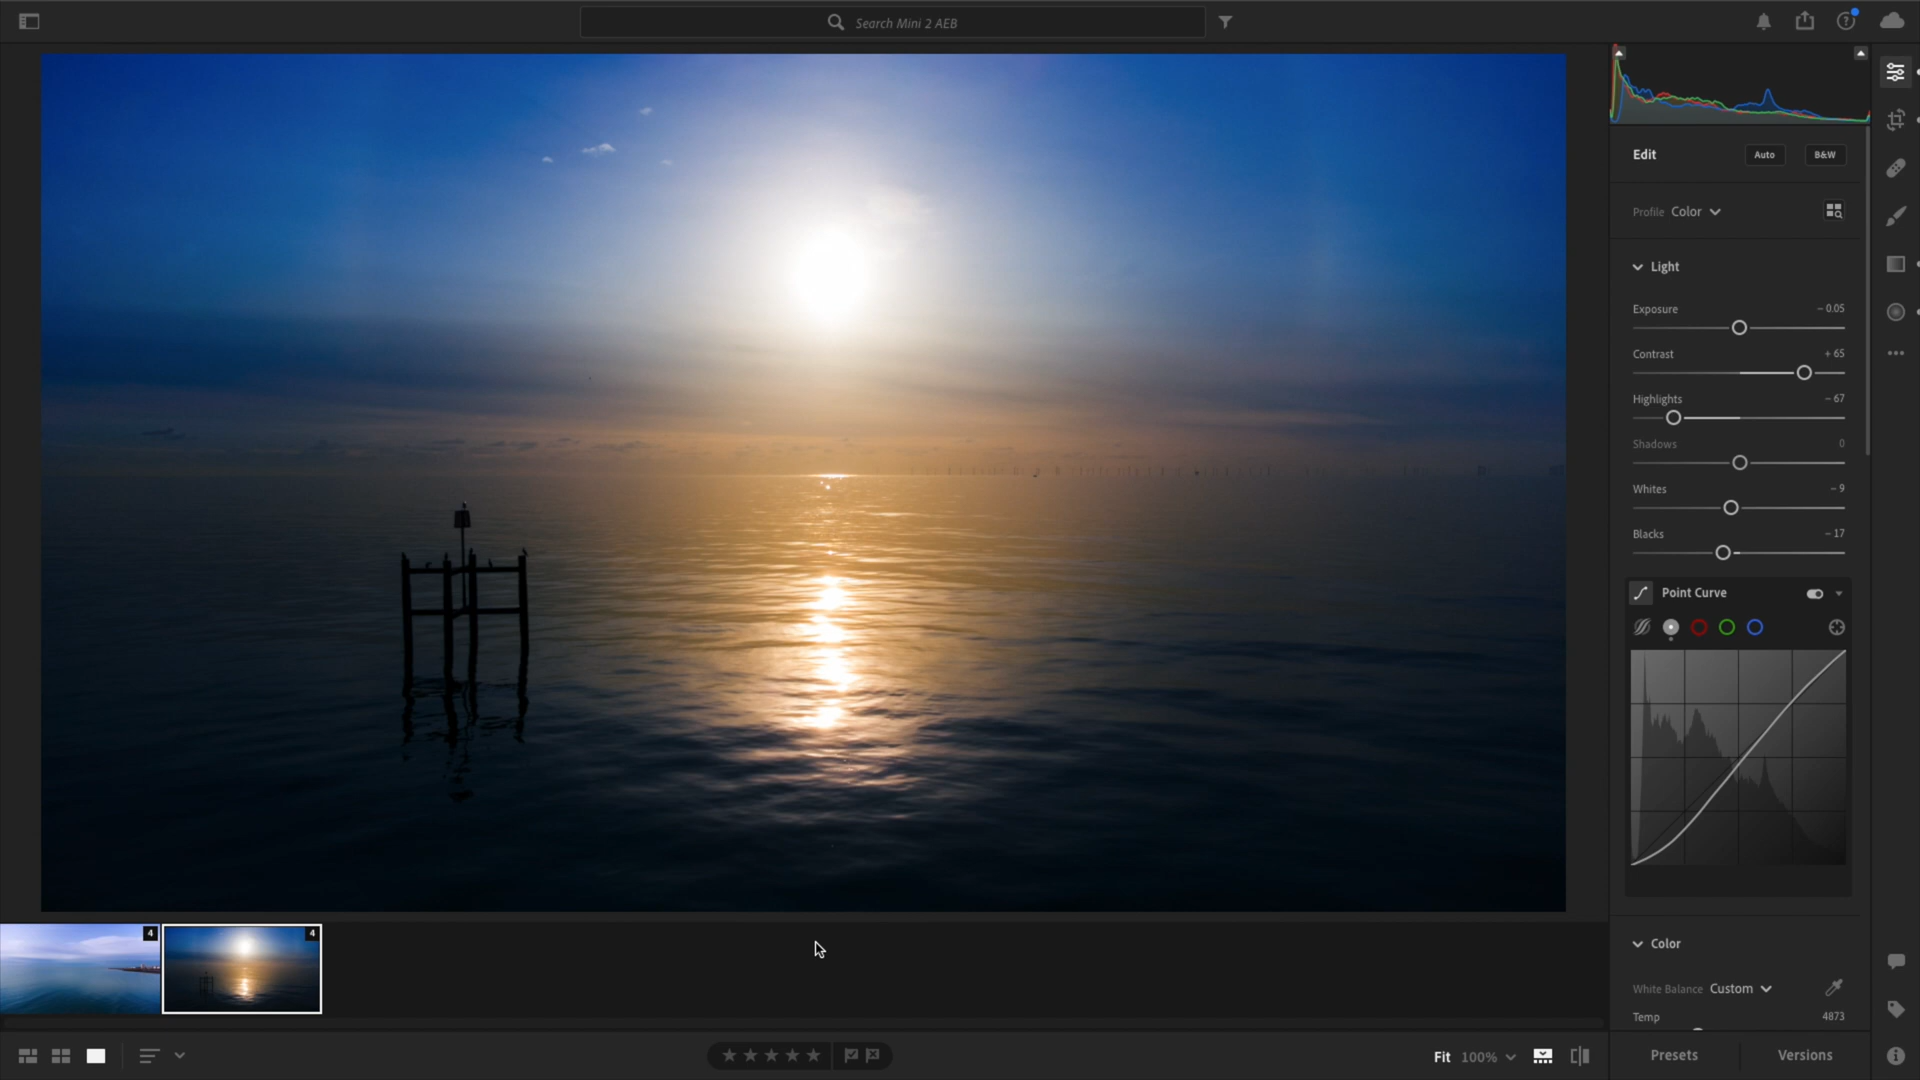 Search Mini 2 AEB
Edit
Auto
B&W
Profile Color
Light
Exposure − 0.05
Contrast + 65
Highlights − 67
Shadows 0
Whites − 9
Blacks − 17
Point Curve
Color
White Balance Custom
Temp 4873
4
4
Fit 100%
Presets
Versions